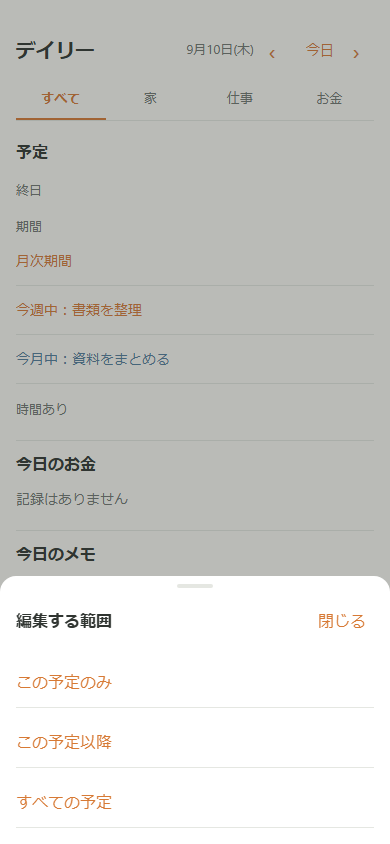 デイリー
9月10日(木) ‹ 今日 ›
すべて 家 仕事 お金
予定
終日
期間
月次期間
今週中：書類を整理
今月中：資料をまとめる
時間あり
今日のお金
記録はありません
今日のメモ
編集する範囲 閉じる
この予定のみ
この予定以降
すべての予定